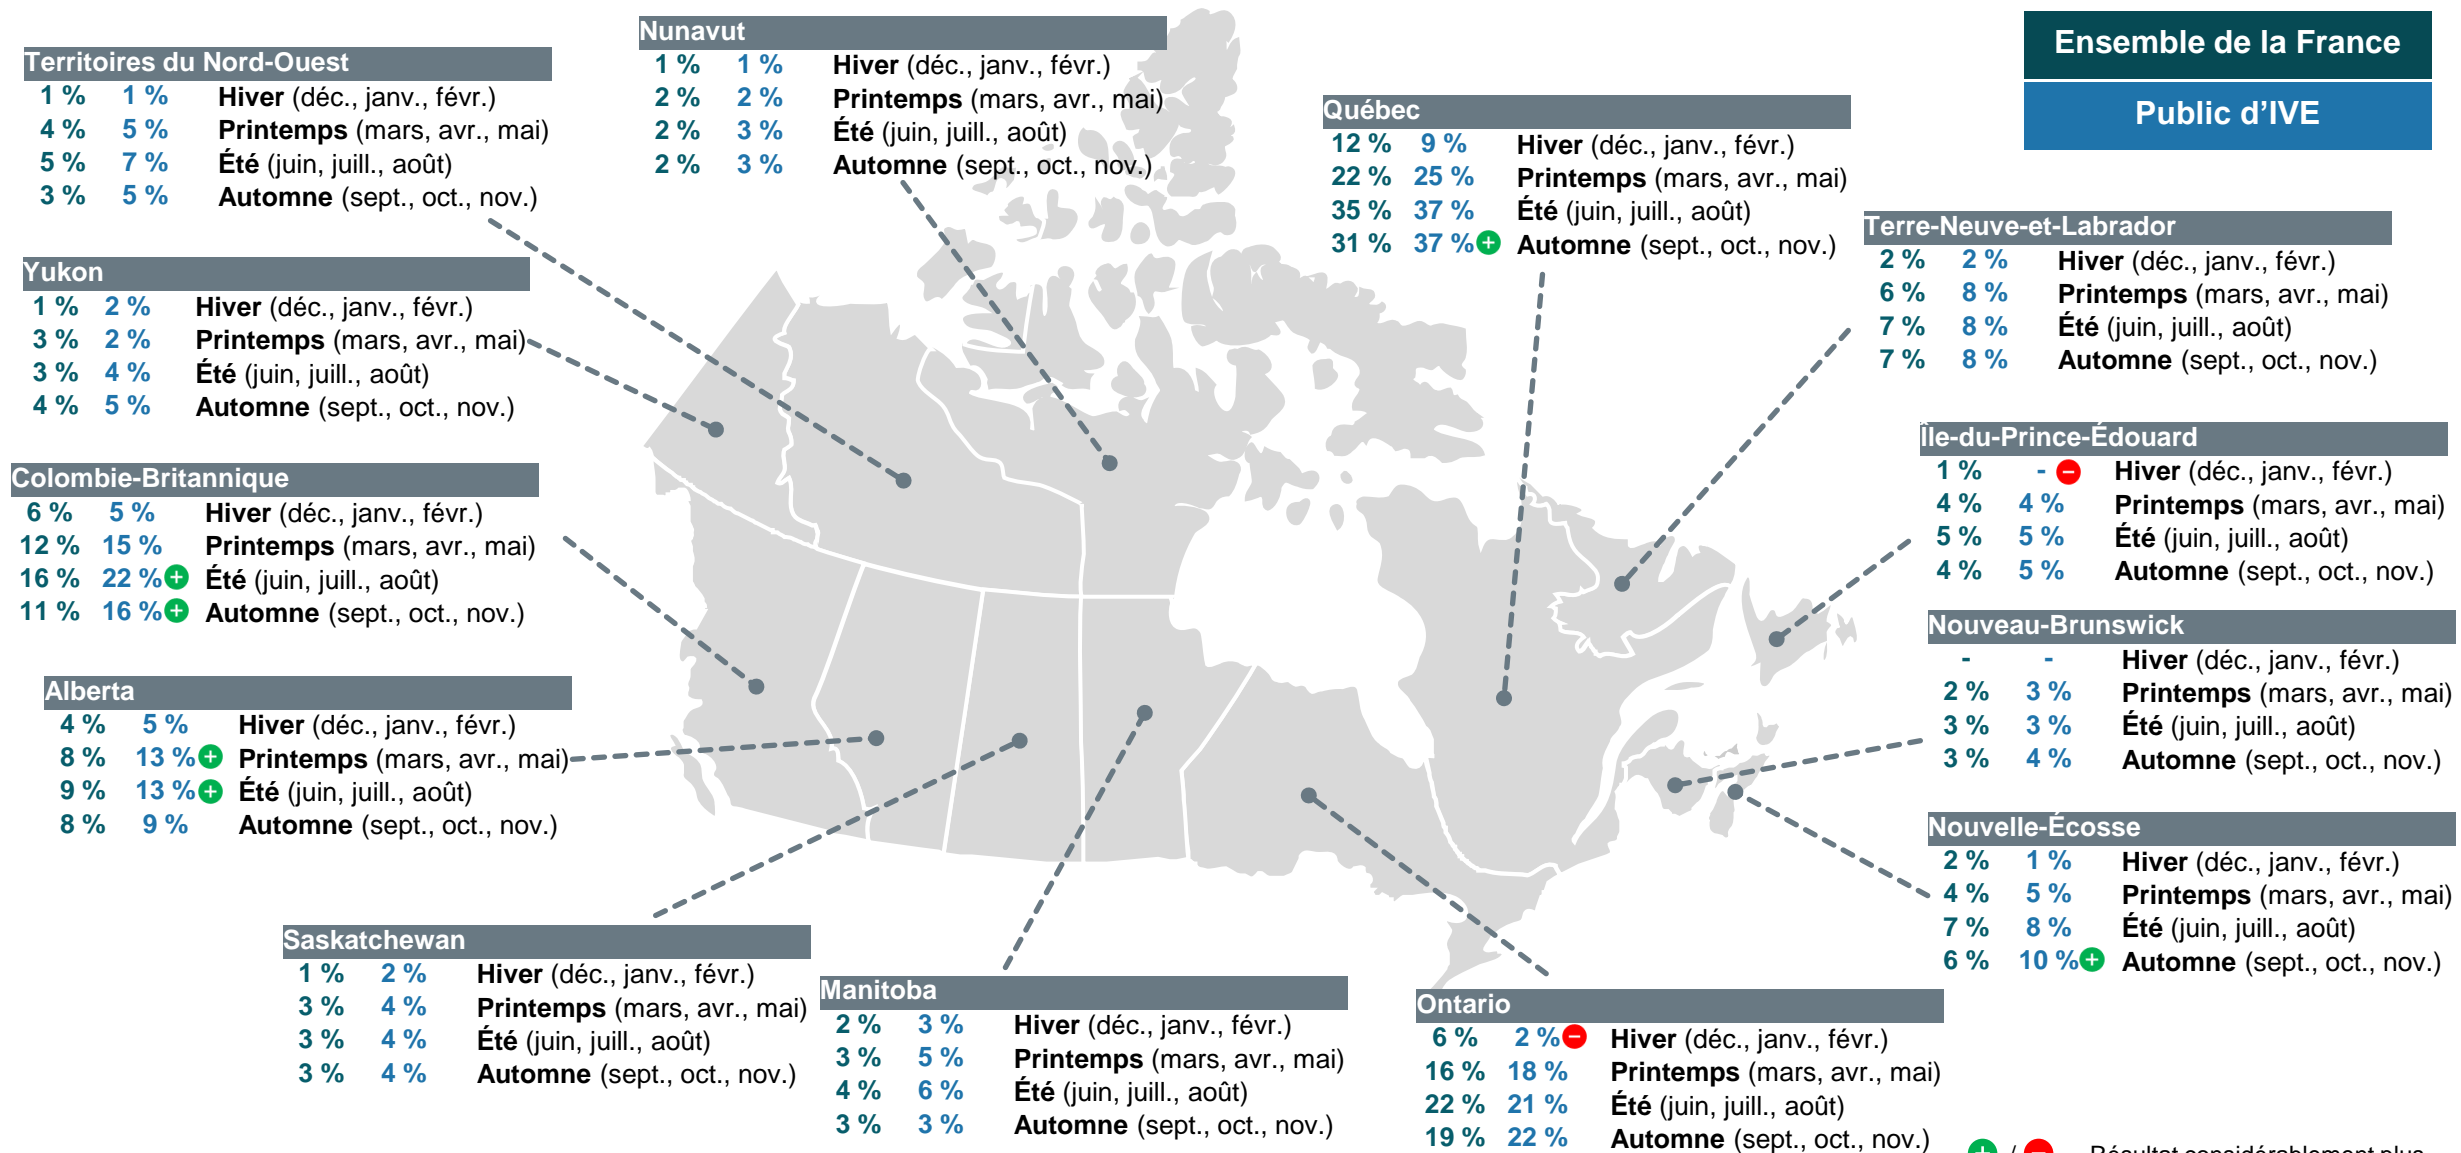 Ensemble de la France
Public d'IVE
Territoires du Nord-Ouest
1 % 1 % Hiver (déc., janv., févr.)
4 % 5 % Printemps (mars, avr., mai)
5 % 7 % Été (juin, juill., août)
3 % 5 % Automne (sept., oct., nov.)
Nunavut
1 % 1 % Hiver (déc., janv., févr.)
2 % 2 % Printemps (mars, avr., mai)
2 % 3 % Été (juin, juill., août)
2 % 3 % Automne (sept., oct., nov.)
Québec
12 % 9 % Hiver (déc., janv., févr.)
22 % 25 % Printemps (mars, avr., mai)
35 % 37 % Été (juin, juill., août)
31 % 37 % + Automne (sept., oct., nov.)
Terre-Neuve-et-Labrador
2 % 2 % Hiver (déc., janv., févr.)
6 % 8 % Printemps (mars, avr., mai)
7 % 8 % Été (juin, juill., août)
7 % 8 % Automne (sept., oct., nov.)
Yukon
1 % 2 % Hiver (déc., janv., févr.)
3 % 2 % Printemps (mars, avr., mai)
3 % 4 % Été (juin, juill., août)
4 % 5 % Automne (sept., oct., nov.)
Île-du-Prince-Édouard
1 % - − Hiver (déc., janv., févr.)
4 % 4 % Printemps (mars, avr., mai)
5 % 5 % Été (juin, juill., août)
4 % 5 % Automne (sept., oct., nov.)
Colombie-Britannique
6 % 5 % Hiver (déc., janv., févr.)
12 % 15 % Printemps (mars, avr., mai)
16 % 22 % + Été (juin, juill., août)
11 % 16 % + Automne (sept., oct., nov.)
Nouveau-Brunswick
- - Hiver (déc., janv., févr.)
2 % 3 % Printemps (mars, avr., mai)
3 % 3 % Été (juin, juill., août)
3 % 4 % Automne (sept., oct., nov.)
Alberta
4 % 5 % Hiver (déc., janv., févr.)
8 % 13 % + Printemps (mars, avr., mai)
9 % 13 % + Été (juin, juill., août)
8 % 9 % Automne (sept., oct., nov.)
Nouvelle-Écosse
2 % 1 % Hiver (déc., janv., févr.)
4 % 5 % Printemps (mars, avr., mai)
7 % 8 % Été (juin, juill., août)
6 % 10 % + Automne (sept., oct., nov.)
Saskatchewan
1 % 2 % Hiver (déc., janv., févr.)
3 % 4 % Printemps (mars, avr., mai)
3 % 4 % Été (juin, juill., août)
3 % 4 % Automne (sept., oct., nov.)
Manitoba
2 % 3 % Hiver (déc., janv., févr.)
3 % 5 % Printemps (mars, avr., mai)
4 % 6 % Été (juin, juill., août)
3 % 3 % Automne (sept., oct., nov.)
Ontario
6 % 2 % − Hiver (déc., janv., févr.)
16 % 18 % Printemps (mars, avr., mai)
22 % 21 % Été (juin, juill., août)
19 % 22 % Automne (sept., oct., nov.)
+ / − Résultat considérablement plus